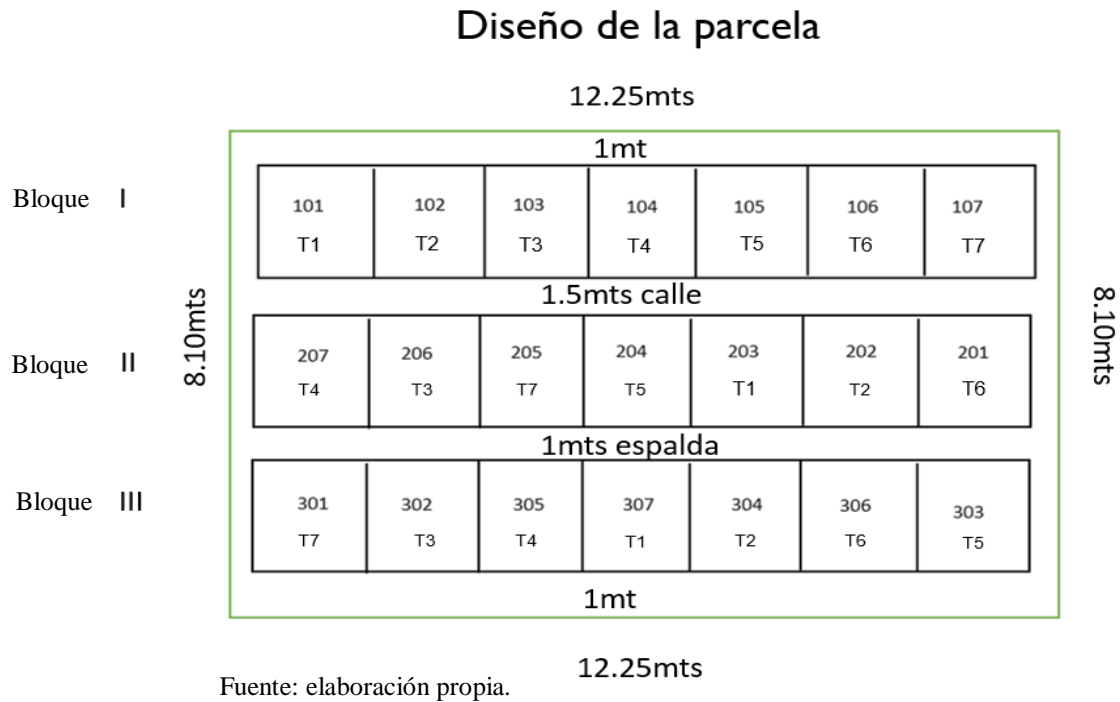 Diseño de la parcela
12.25mts
1mt
Bloque I
101 102 103 104 105 106 107
T1 T2 T3 T4 T5 T6 T7
1.5mts calle
8.10mts
8.10mts
Bloque II
207 206 205 204 203 202 201
T4 T3 T7 T5 T1 T2 T6
1mts espalda
Bloque III
301 302 305 307 304 306 303
T7 T3 T4 T1 T2 T6 T5
1mt
12.25mts
Fuente: elaboración propia.